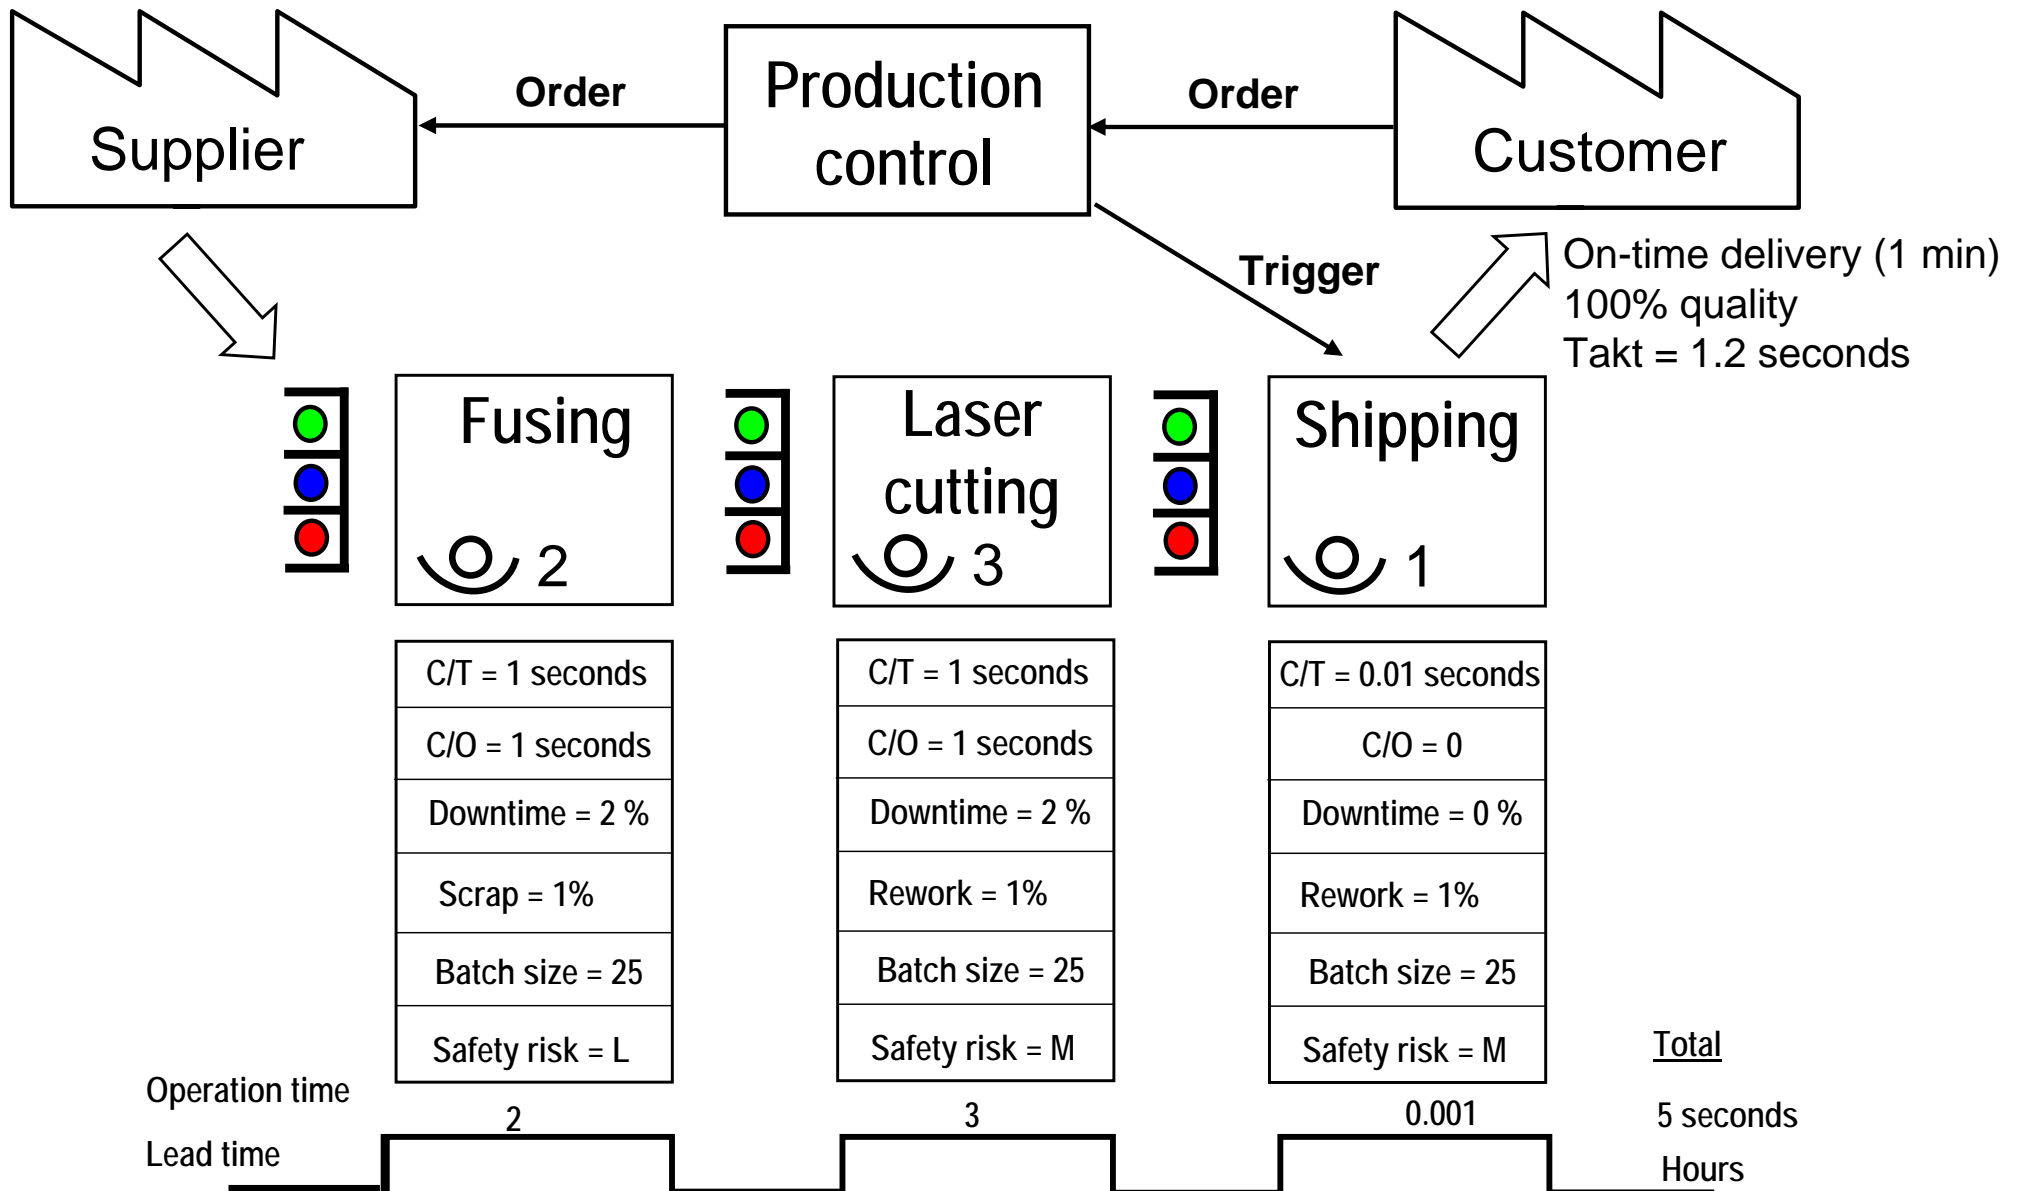 Supplier
Order
Production
control
Order
Customer
Trigger
On-time delivery (1 min)
100% quality
Takt = 1.2 seconds
Fusing
2
Laser
cutting
3
Shipping
1
C/T = 1 seconds
C/O = 1 seconds
Downtime = 2 %
Scrap = 1%
Batch size = 25
Safety risk = L
C/T = 1 seconds
C/O = 1 seconds
Downtime = 2 %
Rework = 1%
Batch size = 25
Safety risk = M
C/T = 0.01 seconds
C/O = 0
Downtime = 0 %
Rework = 1%
Batch size = 25
Safety risk = M
Total
Operation time
2
3
0.001
5 seconds
Lead time
Hours